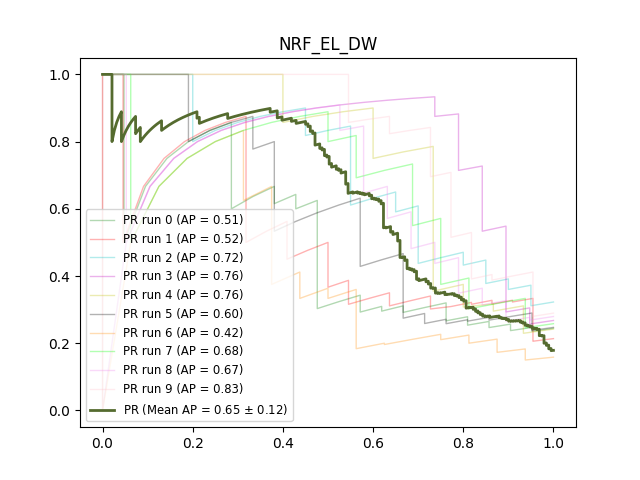 NRF_EL_DW
1.0
0.8
0.6
0.4
0.2
0.0
PR run 0 (AP = 0.51)
PR run 1 (AP = 0.52)
PR run 2 (AP = 0.72)
PR run 3 (AP = 0.76)
PR run 4 (AP = 0.76)
PR run 5 (AP = 0.60)
PR run 6 (AP = 0.42)
PR run 7 (AP = 0.68)
PR run 8 (AP = 0.67)
PR run 9 (AP = 0.83)
PR (Mean AP = 0.65 ± 0.12)
0.0 0.2 0.4 0.6 0.8 1.0